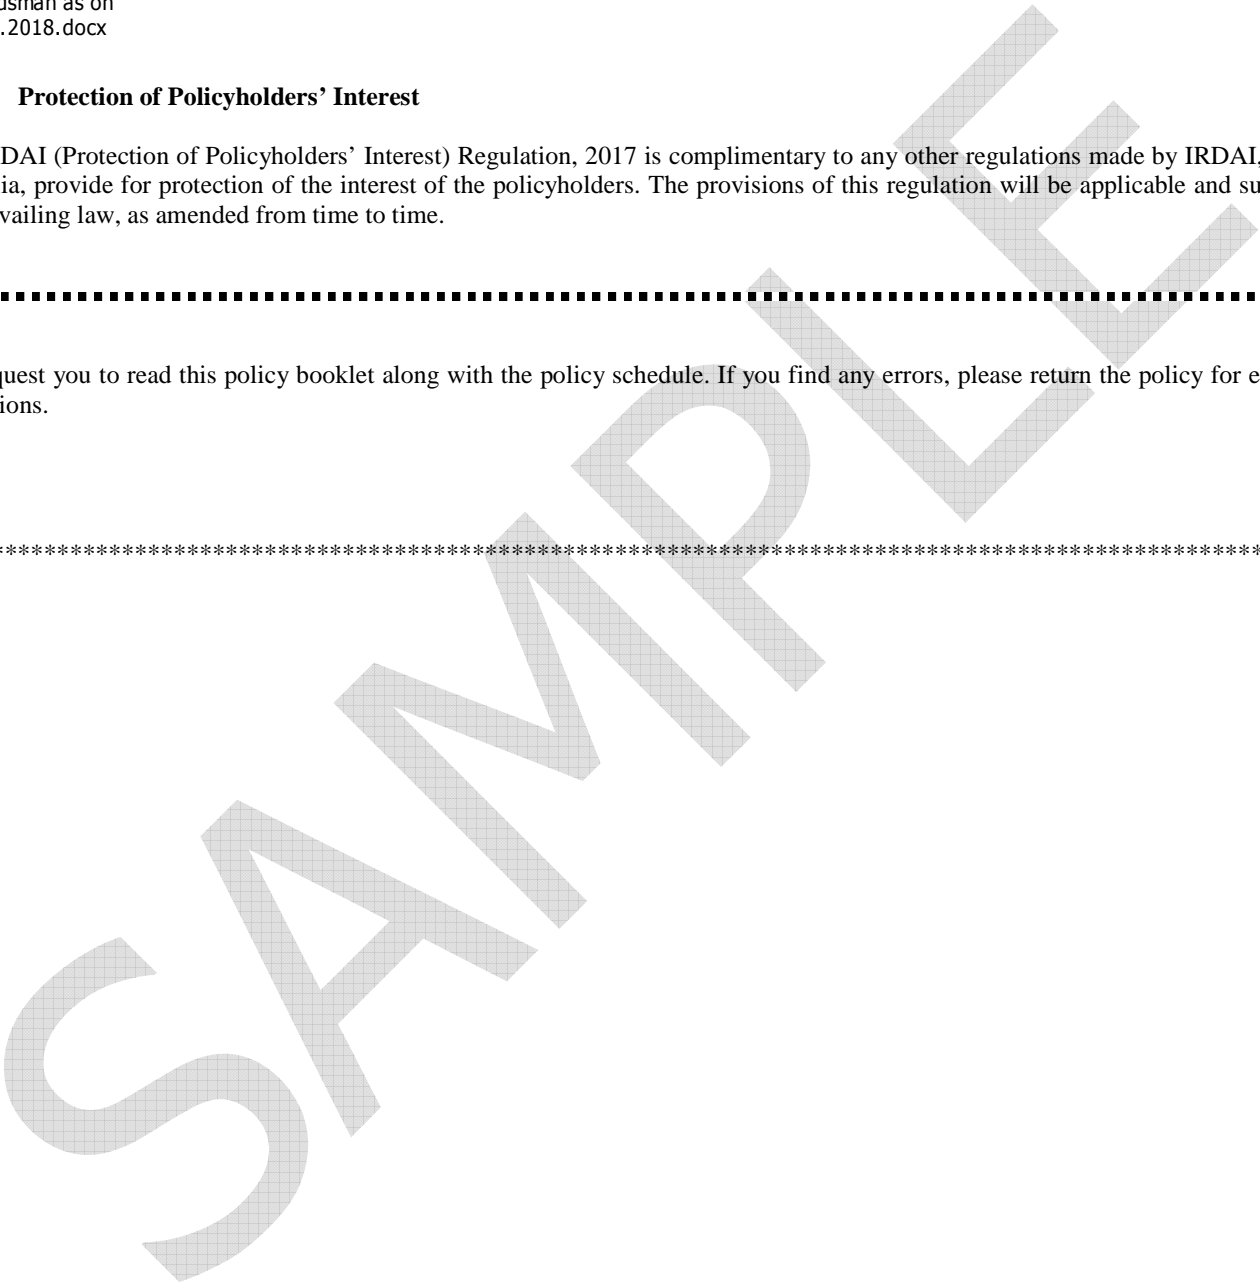 dsman as on
.2018.docx
Protection of Policyholders’ Interest
DAI (Protection of Policyholders’ Interest) Regulation, 2017 is complimentary to any other regulations made by IRDAI,
ia, provide for protection of the interest of the policyholders. The provisions of this regulation will be applicable and su
vailing law, as amended from time to time.
quest you to read this policy booklet along with the policy schedule. If you find any errors, please return the policy for e
ions.
*************************************************************************************************
SAMPLE